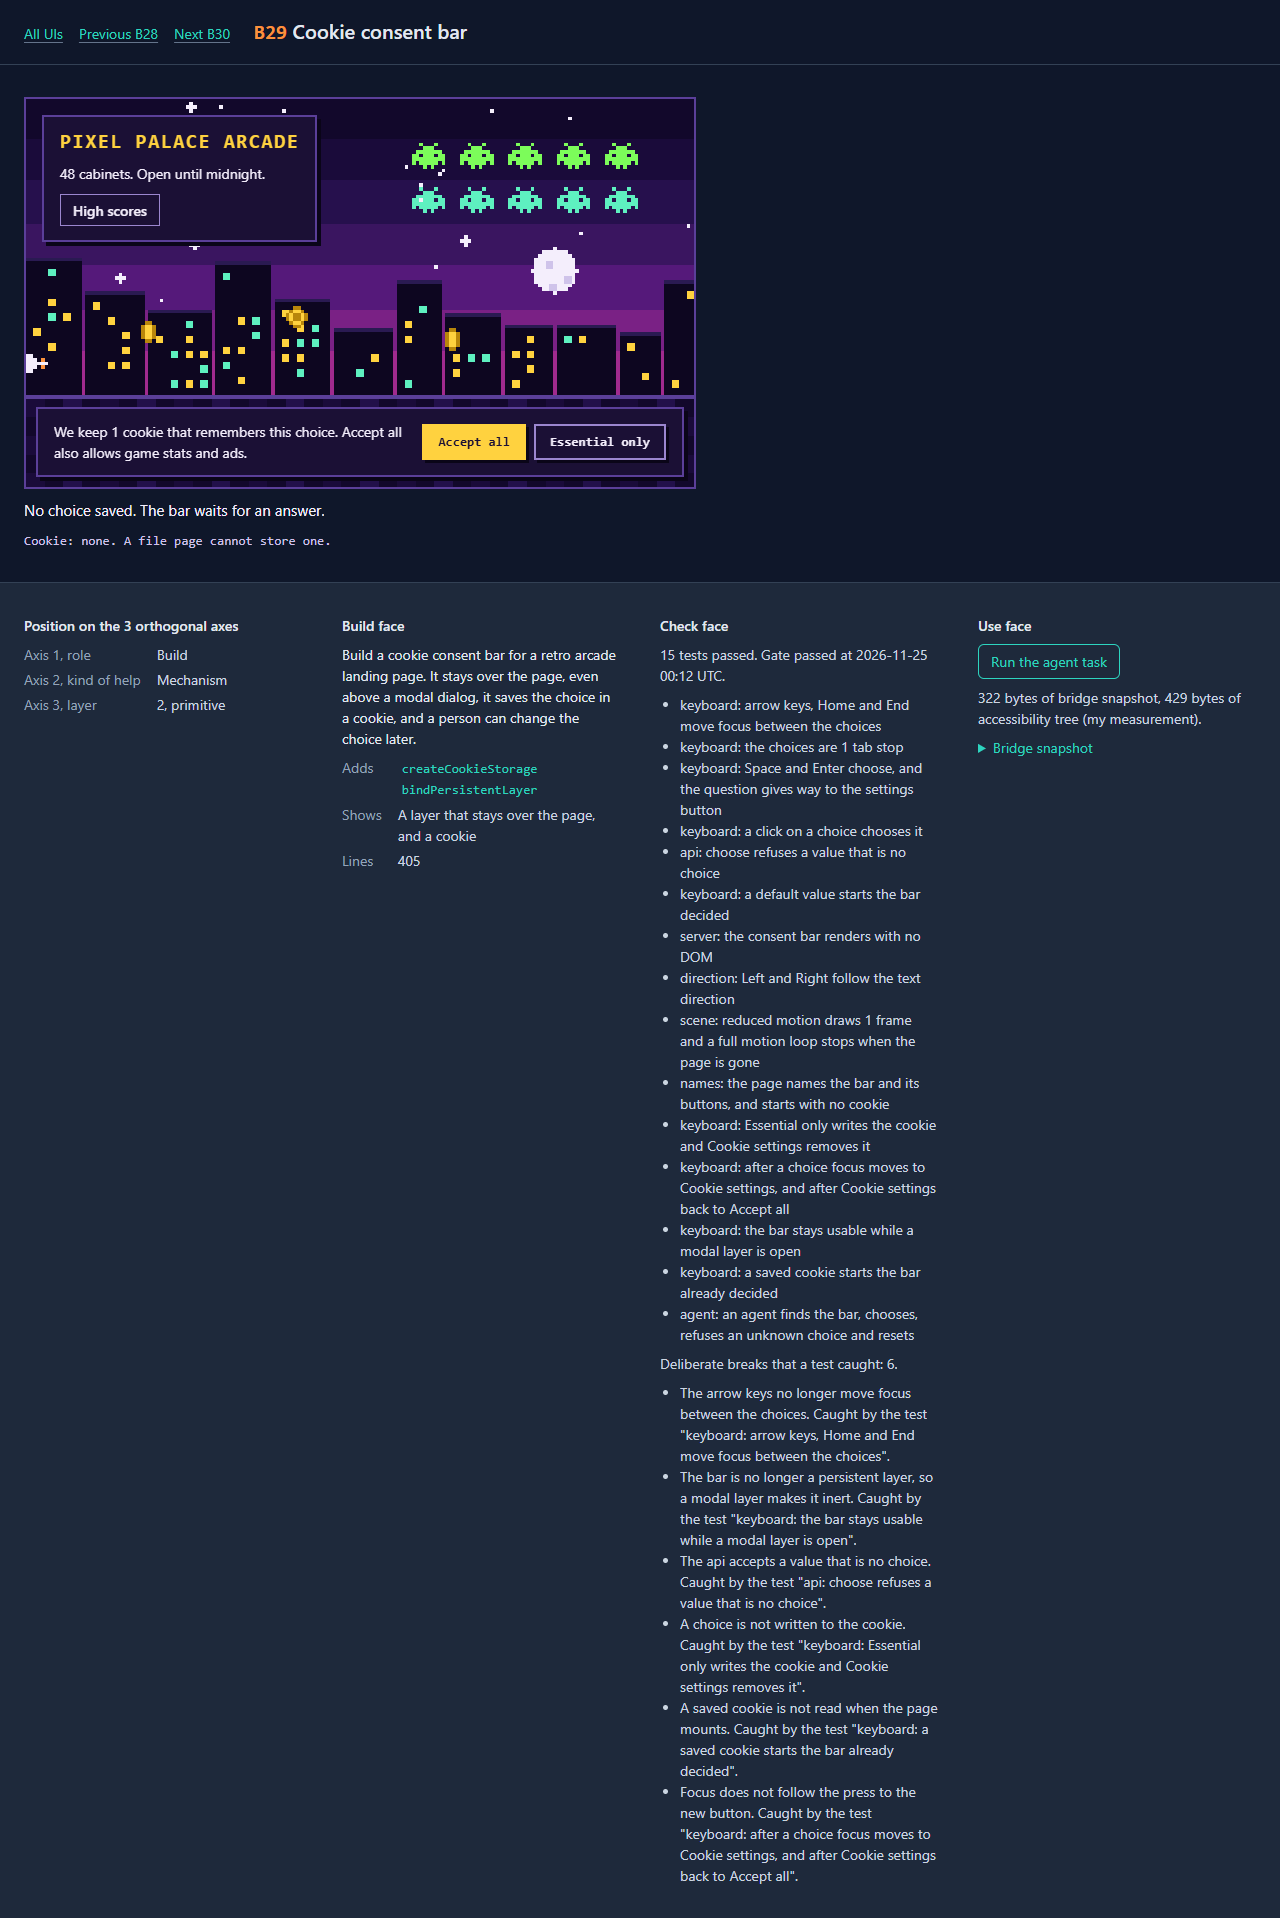 All UIs Previous B28 Next B30 B29 Cookie consent bar
PIXEL PALACE ARCADE
48 cabinets. Open until midnight.
High scores
We keep 1 cookie that remembers this choice. Accept all
also allows game stats and ads.
Accept all
Essential only
No choice saved. The bar waits for an answer.
Cookie: none. A file page cannot store one.
Position on the 3 orthogonal axes
Axis 1, role Build
Axis 2, kind of help Mechanism
Axis 3, layer 2, primitive
Build face
Build a cookie consent bar for a retro arcade
landing page. It stays over the page, even
above a modal dialog, it saves the choice in
a cookie, and a person can change the
choice later.
Adds createCookieStorage
bindPersistentLayer
Shows A layer that stays over the page,
and a cookie
Lines 405
Check face
15 tests passed. Gate passed at 2026-11-25
00:12 UTC.
• keyboard: arrow keys, Home and End
move focus between the choices
• keyboard: the choices are 1 tab stop
• keyboard: Space and Enter choose, and
the question gives way to the settings
button
• keyboard: a click on a choice chooses it
• api: choose refuses a value that is no
choice
• keyboard: a default value starts the bar
decided
• server: the consent bar renders with no
DOM
• direction: Left and Right follow the text
direction
• scene: reduced motion draws 1 frame
and a full motion loop stops when the
page is gone
• names: the page names the bar and its
buttons, and starts with no cookie
• keyboard: Essential only writes the cookie
and Cookie settings removes it
• keyboard: after a choice focus moves to
Cookie settings, and after Cookie settings
back to Accept all
• keyboard: the bar stays usable while a
modal layer is open
• keyboard: a saved cookie starts the bar
already decided
• agent: an agent finds the bar, chooses,
refuses an unknown choice and resets
Deliberate breaks that a test caught: 6.
• The arrow keys no longer move focus
between the choices. Caught by the test
"keyboard: arrow keys, Home and End
move focus between the choices".
• The bar is no longer a persistent layer, so
a modal layer makes it inert. Caught by
the test "keyboard: the bar stays usable
while a modal layer is open".
• The api accepts a value that is no choice.
Caught by the test "api: choose refuses a
value that is no choice".
• A choice is not written to the cookie.
Caught by the test "keyboard: Essential
only writes the cookie and Cookie
settings removes it".
• A saved cookie is not read when the page
mounts. Caught by the test "keyboard: a
saved cookie starts the bar already
decided".
• Focus does not follow the press to the
new button. Caught by the test
"keyboard: after a choice focus moves to
Cookie settings, and after Cookie settings
back to Accept all".
Use face
Run the agent task
322 bytes of bridge snapshot, 429 bytes of
accessibility tree (my measurement).
▶ Bridge snapshot